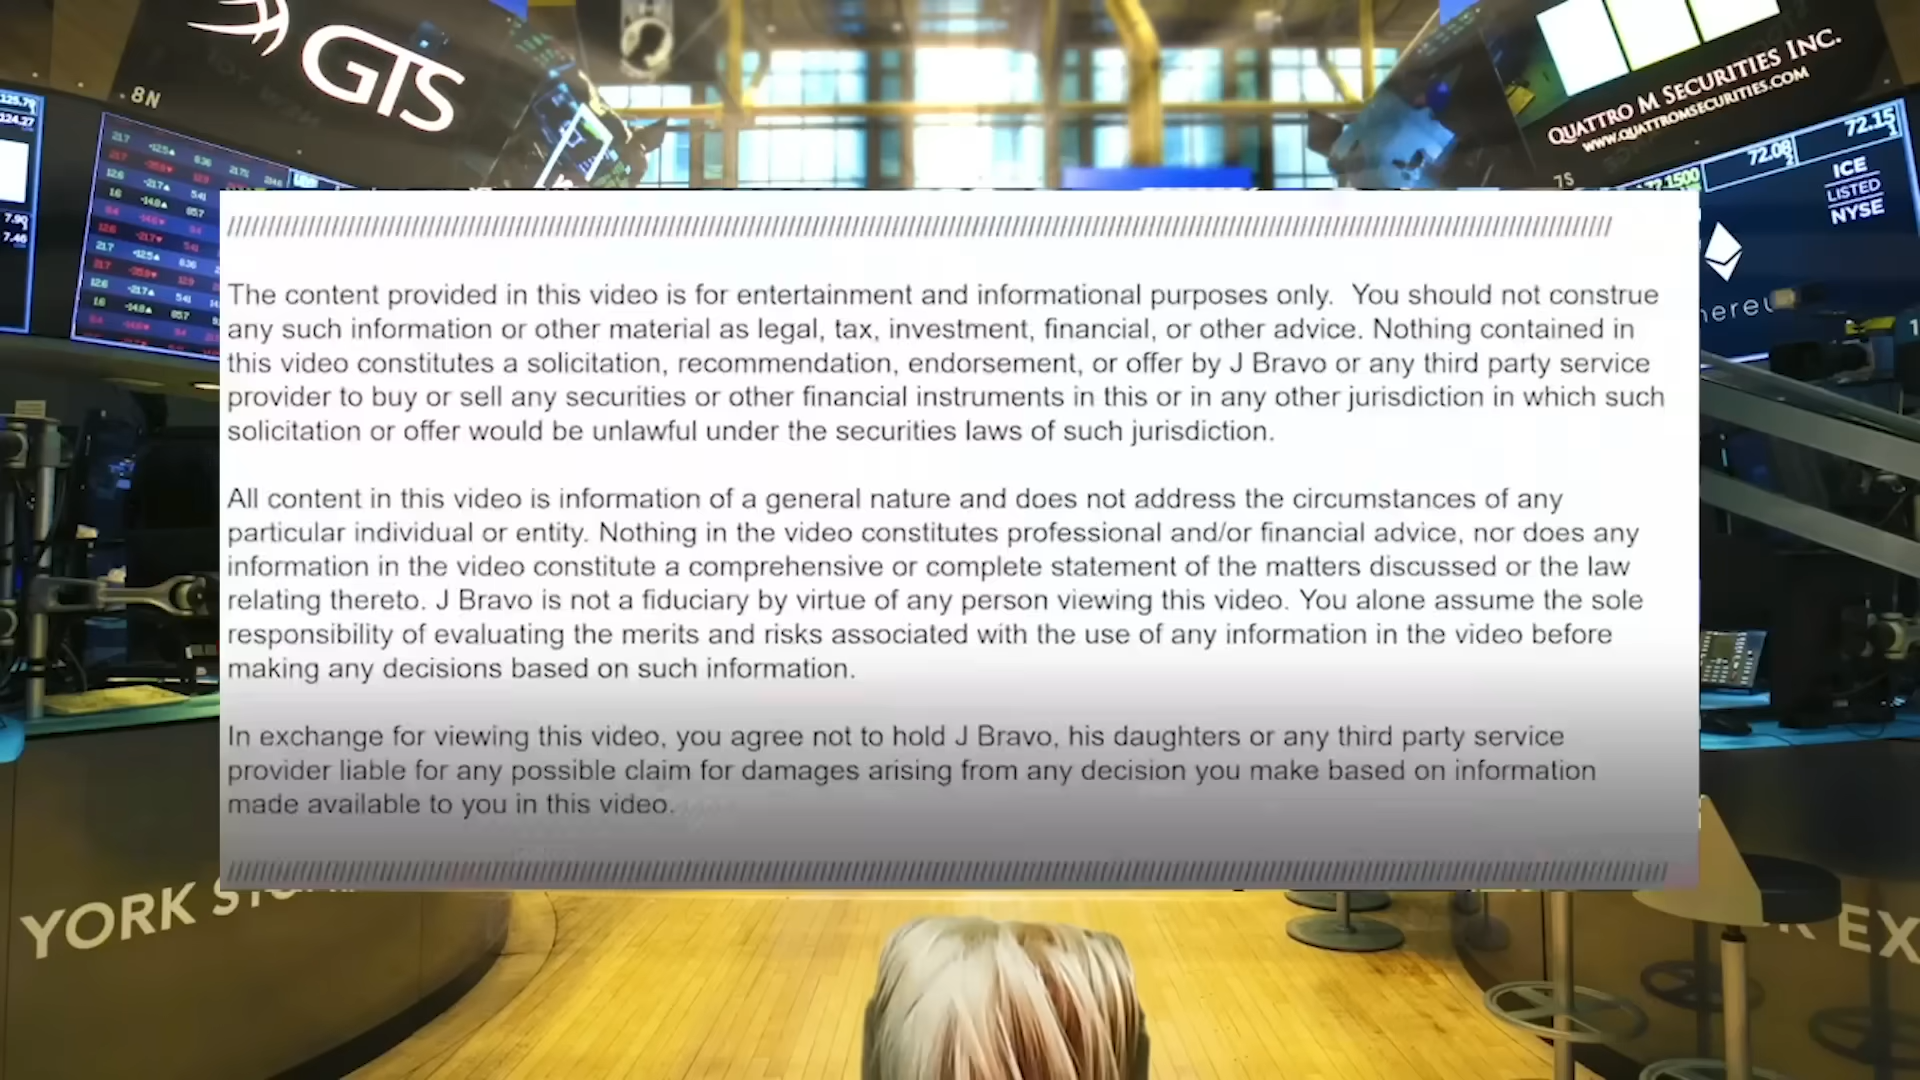 GTS
8N
QUATTRO M SECURITIES INC.
WWW.QUATTROMSECURITIES.COM
7S
125.79
124.27
7.90
7.46
72.15
72.08
ICE
LISTED
NYSE
//////////////////////////////////////////////////////////////////////////////////////////////////////////////////////////////////////////////////////////////
The content provided in this video is for entertainment and informational purposes only.  You should not construe
any such information or other material as legal, tax, investment, financial, or other advice. Nothing contained in
this video constitutes a solicitation, recommendation, endorsement, or offer by J Bravo or any third party service
provider to buy or sell any securities or other financial instruments in this or in any other jurisdiction in which such
solicitation or offer would be unlawful under the securities laws of such jurisdiction.
All content in this video is information of a general nature and does not address the circumstances of any
particular individual or entity. Nothing in the video constitutes professional and/or financial advice, nor does any
information in the video constitute a comprehensive or complete statement of the matters discussed or the law
relating thereto. J Bravo is not a fiduciary by virtue of any person viewing this video. You alone assume the sole
responsibility of evaluating the merits and risks associated with the use of any information in the video before
making any decisions based on such information.
In exchange for viewing this video, you agree not to hold J Bravo, his daughters or any third party service
provider liable for any possible claim for damages arising from any decision you make based on information
made available to you in this video.
//////////////////////////////////////////////////////////////////////////////////////////////////////////////////////////////////////////////////////////////
YORK
EX